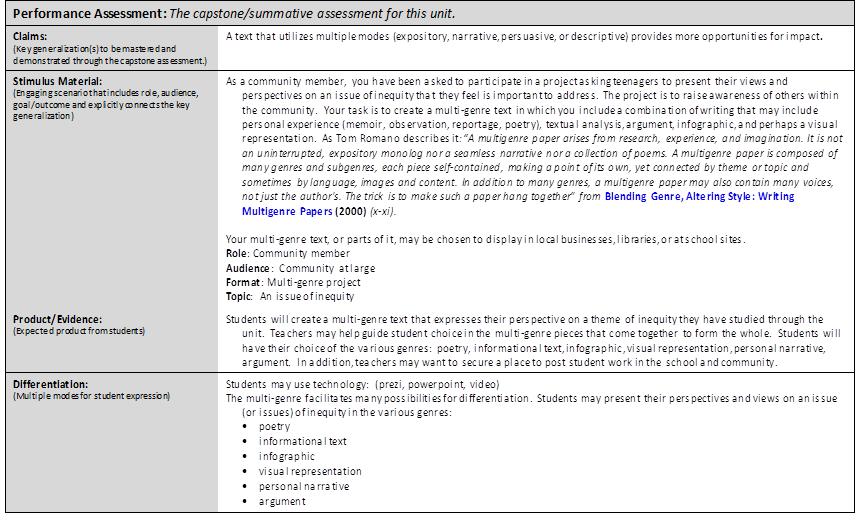 Performance Assessment: The capstone/summative assessment for this unit.
Claims:
(Key generalization(s) to be mastered and
demonstrated through the capstone assessment.)
A text that utilizes multiple modes (expository, narrative, persuasive, or descriptive) provides more opportunities for impact.
Stimulus Material:
(Engaging scenario that includes role, audience,
goal/outcome and explicitly connects the key
generalization)
As a community member, you have been asked to participate in a project asking teenagers to present their views and
perspectives on an issue of inequity that they feel is important to address. The project is to raise awareness of others within
the community. Your task is to create a multi-genre text in which you include a combination of writing that may include
personal experience (memoir, observation, reportage, poetry), textual analysis, argument, infographic, and perhaps a visual
representation. As Tom Romano describes it: "A multigenre paper arises from research, experience, and imagination. It is not
an uninterrupted, expository monolog nor a seamless narrative nor a collection of poems. A multigenre paper is composed of
many genres and subgenres, each piece self-contained, making a point of its own, yet connected by theme or topic and
sometimes by language, images and content. In addition to many genres, a multigenre paper may also contain many voices,
not just the author's. The trick is to make such a paper hang together" from Blending Genre, Altering Style: Writing
Multigenre Papers (2000) (x-xi).
Your multi-genre text, or parts of it, may be chosen to display in local businesses, libraries, or at school sites.
Role: Community member
Audience: Community at large
Format: Multi-genre project
Topic: An issue of inequity
Product/Evidence:
(Expected product from students)
Students will create a multi-genre text that expresses their perspective on a theme of inequity they have studied through the
unit. Teachers may help guide student choice in the multi-genre pieces that come together to form the whole. Students will
have their choice of the various genres: poetry, informational text, infographic, visual representation, personal narrative,
argument. In addition, teachers may want to secure a place to post student work in the school and community.
Differentiation:
(Multiple modes for student expression)
Students may use technology: (prezi, powerpoint, video)
The multi-genre facilitates many possibilities for differentiation. Students may present their perspectives and views on an issue
(or issues) of inequity in the various genres:
• poetry
• informational text
• infographic
• visual representation
• personal narrative
• argument